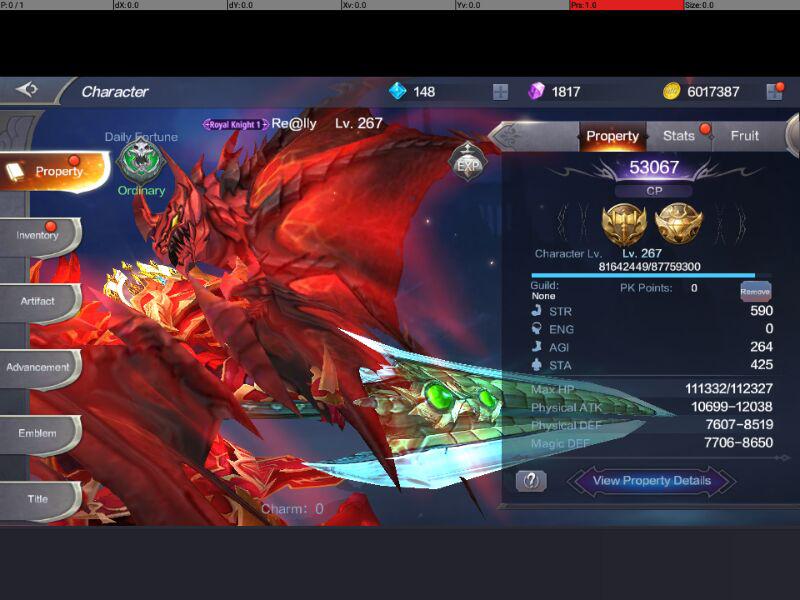 P: 0 / 1 dX: 0.0 dY: 0.0 Xv: 0.0 Yv: 0.0 Prs: 1.0 Size: 0.0
Character 148 1817 6017387
Daily Fortune Royal Knight 1 Re@lly Lv. 267
Ordinary
EXP
Property
Inventory
Artifact
Advancement
Emblem
Title
Charm: 0
Property Stats Fruit
53067
CP
Character Lv. Lv. 267
81642449/87759300
Guild: PK Points: 0 Remove
None
STR 590
ENG 0
AGI 264
STA 425
Max HP 111332/112327
Physical ATK 10699-12038
Physical DEF 7607-8519
Magic DEF 7706-8650
? View Property Details